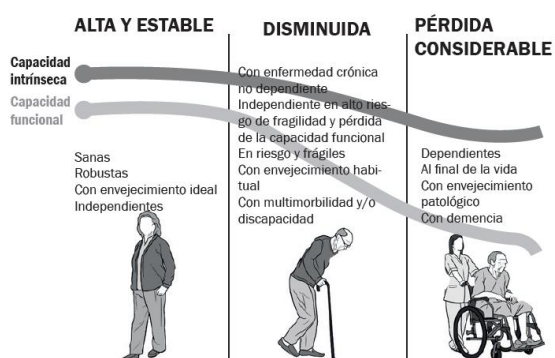 ALTA Y ESTABLE
DISMINUIDA
PÉRDIDA
CONSIDERABLE
Capacidad
intrínseca
Capacidad
funcional
Sanas
Robustas
Con envejecimiento ideal
Independientes
Con enfermedad crónica
no dependiente
Independiente en alto ries-
go de fragilidad y pérdida
de la capacidad funcional
En riesgo y frágiles
Con envejecimiento habi-
tual
Con multimorbilidad y/o
discapacidad
Dependientes
Al final de la vida
Con envejecimiento
patológico
Con demencia